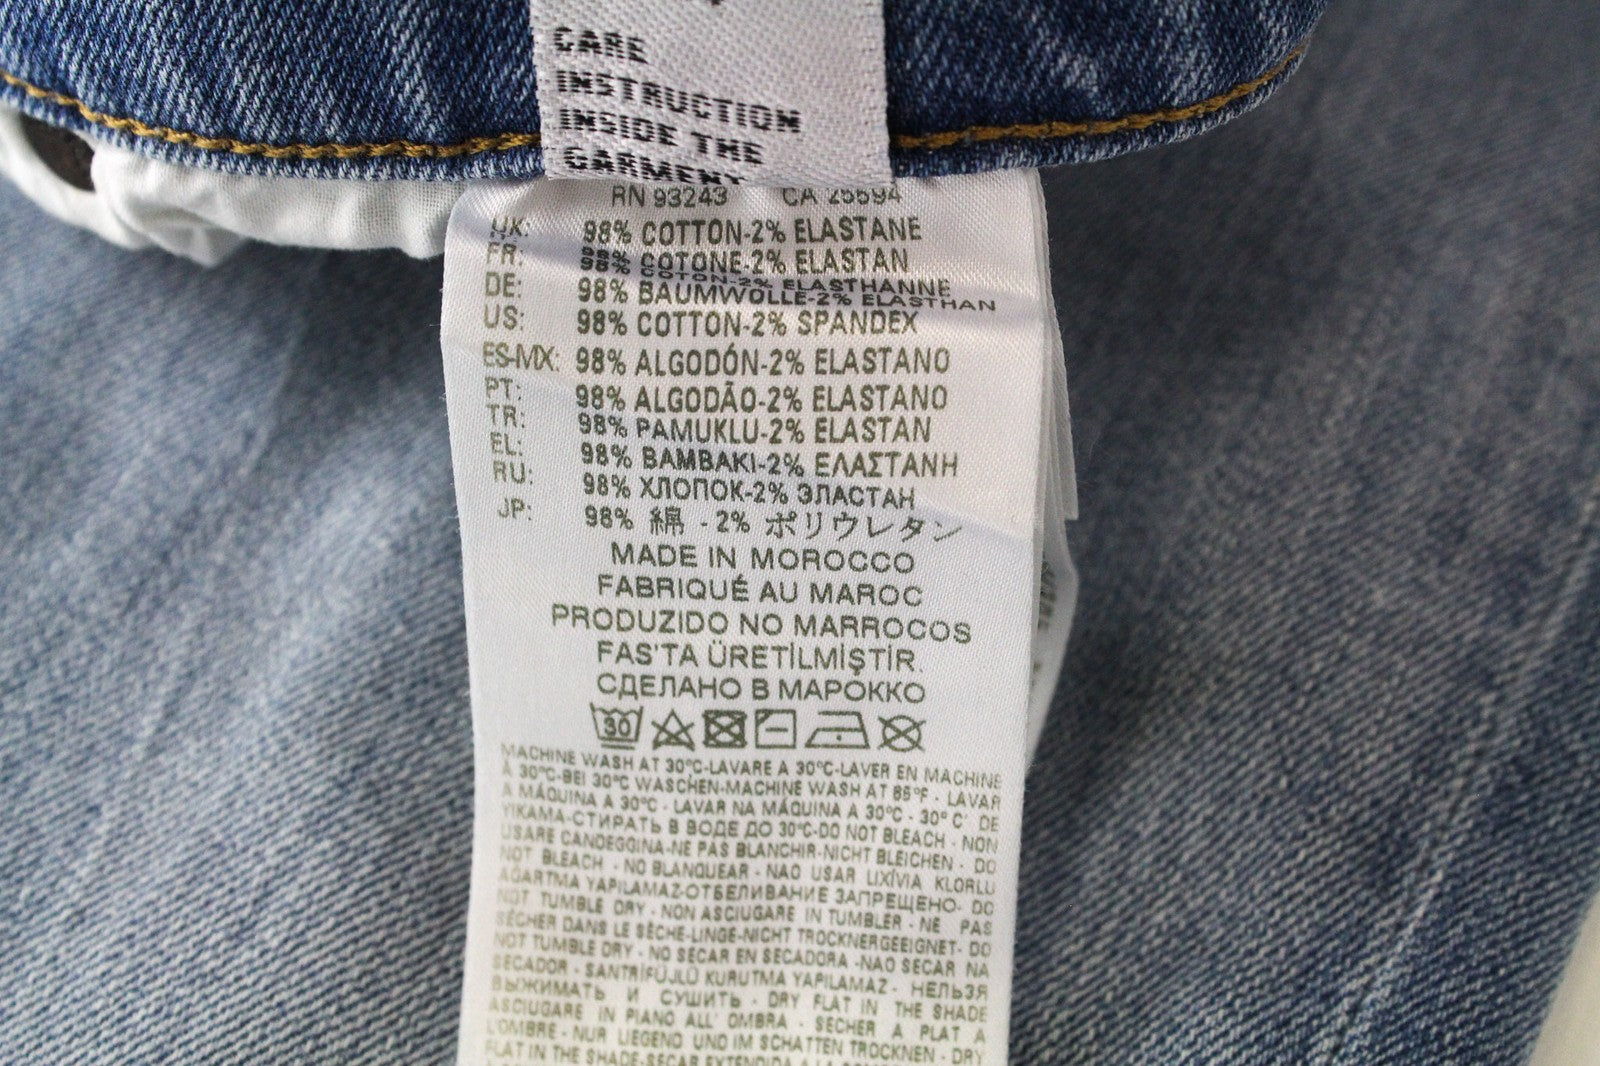 CARE
INSTRUCTION
INSIDE THE
GARMENT
RN 93243 CA 25594
UK: 98% COTTON-2% ELASTANE
FR: 98% COTONE-2% ELASTAN
98% COTON-2% ELASTHANNE
DE: 98% BAUMWOLLE-2% ELASTHAN
US: 98% COTTON-2% SPANDEX
ES-MX: 98% ALGODÓN-2% ELASTANO
PT: 98% ALGODÃO-2% ELASTANO
TR: 98% PAMUKLU-2% ELASTAN
EL: 98% ΒΑΜΒΑΚΙ-2% ΕΛΑΣΤΑΝΗ
RU: 98% ХЛОПОК-2% ЭЛАСТАН
JP: 98% 綿 - 2% ポリウレタン
MADE IN MOROCCO
FABRIQUÉ AU MAROC
PRODUZIDO NO MARROCOS
FAS'TA ÜRETİLMİŞTİR.
СДЕЛАНО В МАРОККО
30
MACHINE WASH AT 30°C-LAVARE A 30°C-LAVER EN MACHINE
À 30°C-BEI 30°C WASCHEN-MACHINE WASH AT 85°F - LAVAR
A MÁQUINA A 30°C - LAVAR NA MÁQUINA A 30°C - 30° C' DE
YIKAMA-СТИРАТЬ В ВОДЕ ДО 30°C-DO NOT BLEACH - NON
USARE CANDEGGINA-NE PAS BLANCHIR-NICHT BLEICHEN - DO
NOT BLEACH - NO BLANQUEAR - NAO USAR LIXÍVIA KLORLU
AĞARTMA YAPILAMAZ-ОТБЕЛИВАНИЕ ЗАПРЕЩЕНО- DO
NOT TUMBLE DRY - NON ASCIUGARE IN TUMBLER - NE PAS
SÉCHER DANS LE SÈCHE-LINGE-NICHT TROCKNERGEEIGNET- DO
NOT TUMBLE DRY - NO SECAR EN SECADORA -NAO SECAR NA
SECADOR - SANTRİFÜJLÜ KURUTMA YAPILAMAZ - НЕЛЬЗЯ
ВЫЖИМАТЬ И СУШИТЬ - DRY FLAT IN THE SHADE
ASCIUGARE IN PIANO ALL' OMBRA - SÉCHER A PLAT A
L'OMBRE - NUR LIEGEND UND IM SCHATTEN TROCKNEN - DRY
FLAT IN THE SHADE-SECAR EXTENDIDA A LA SOMBRA